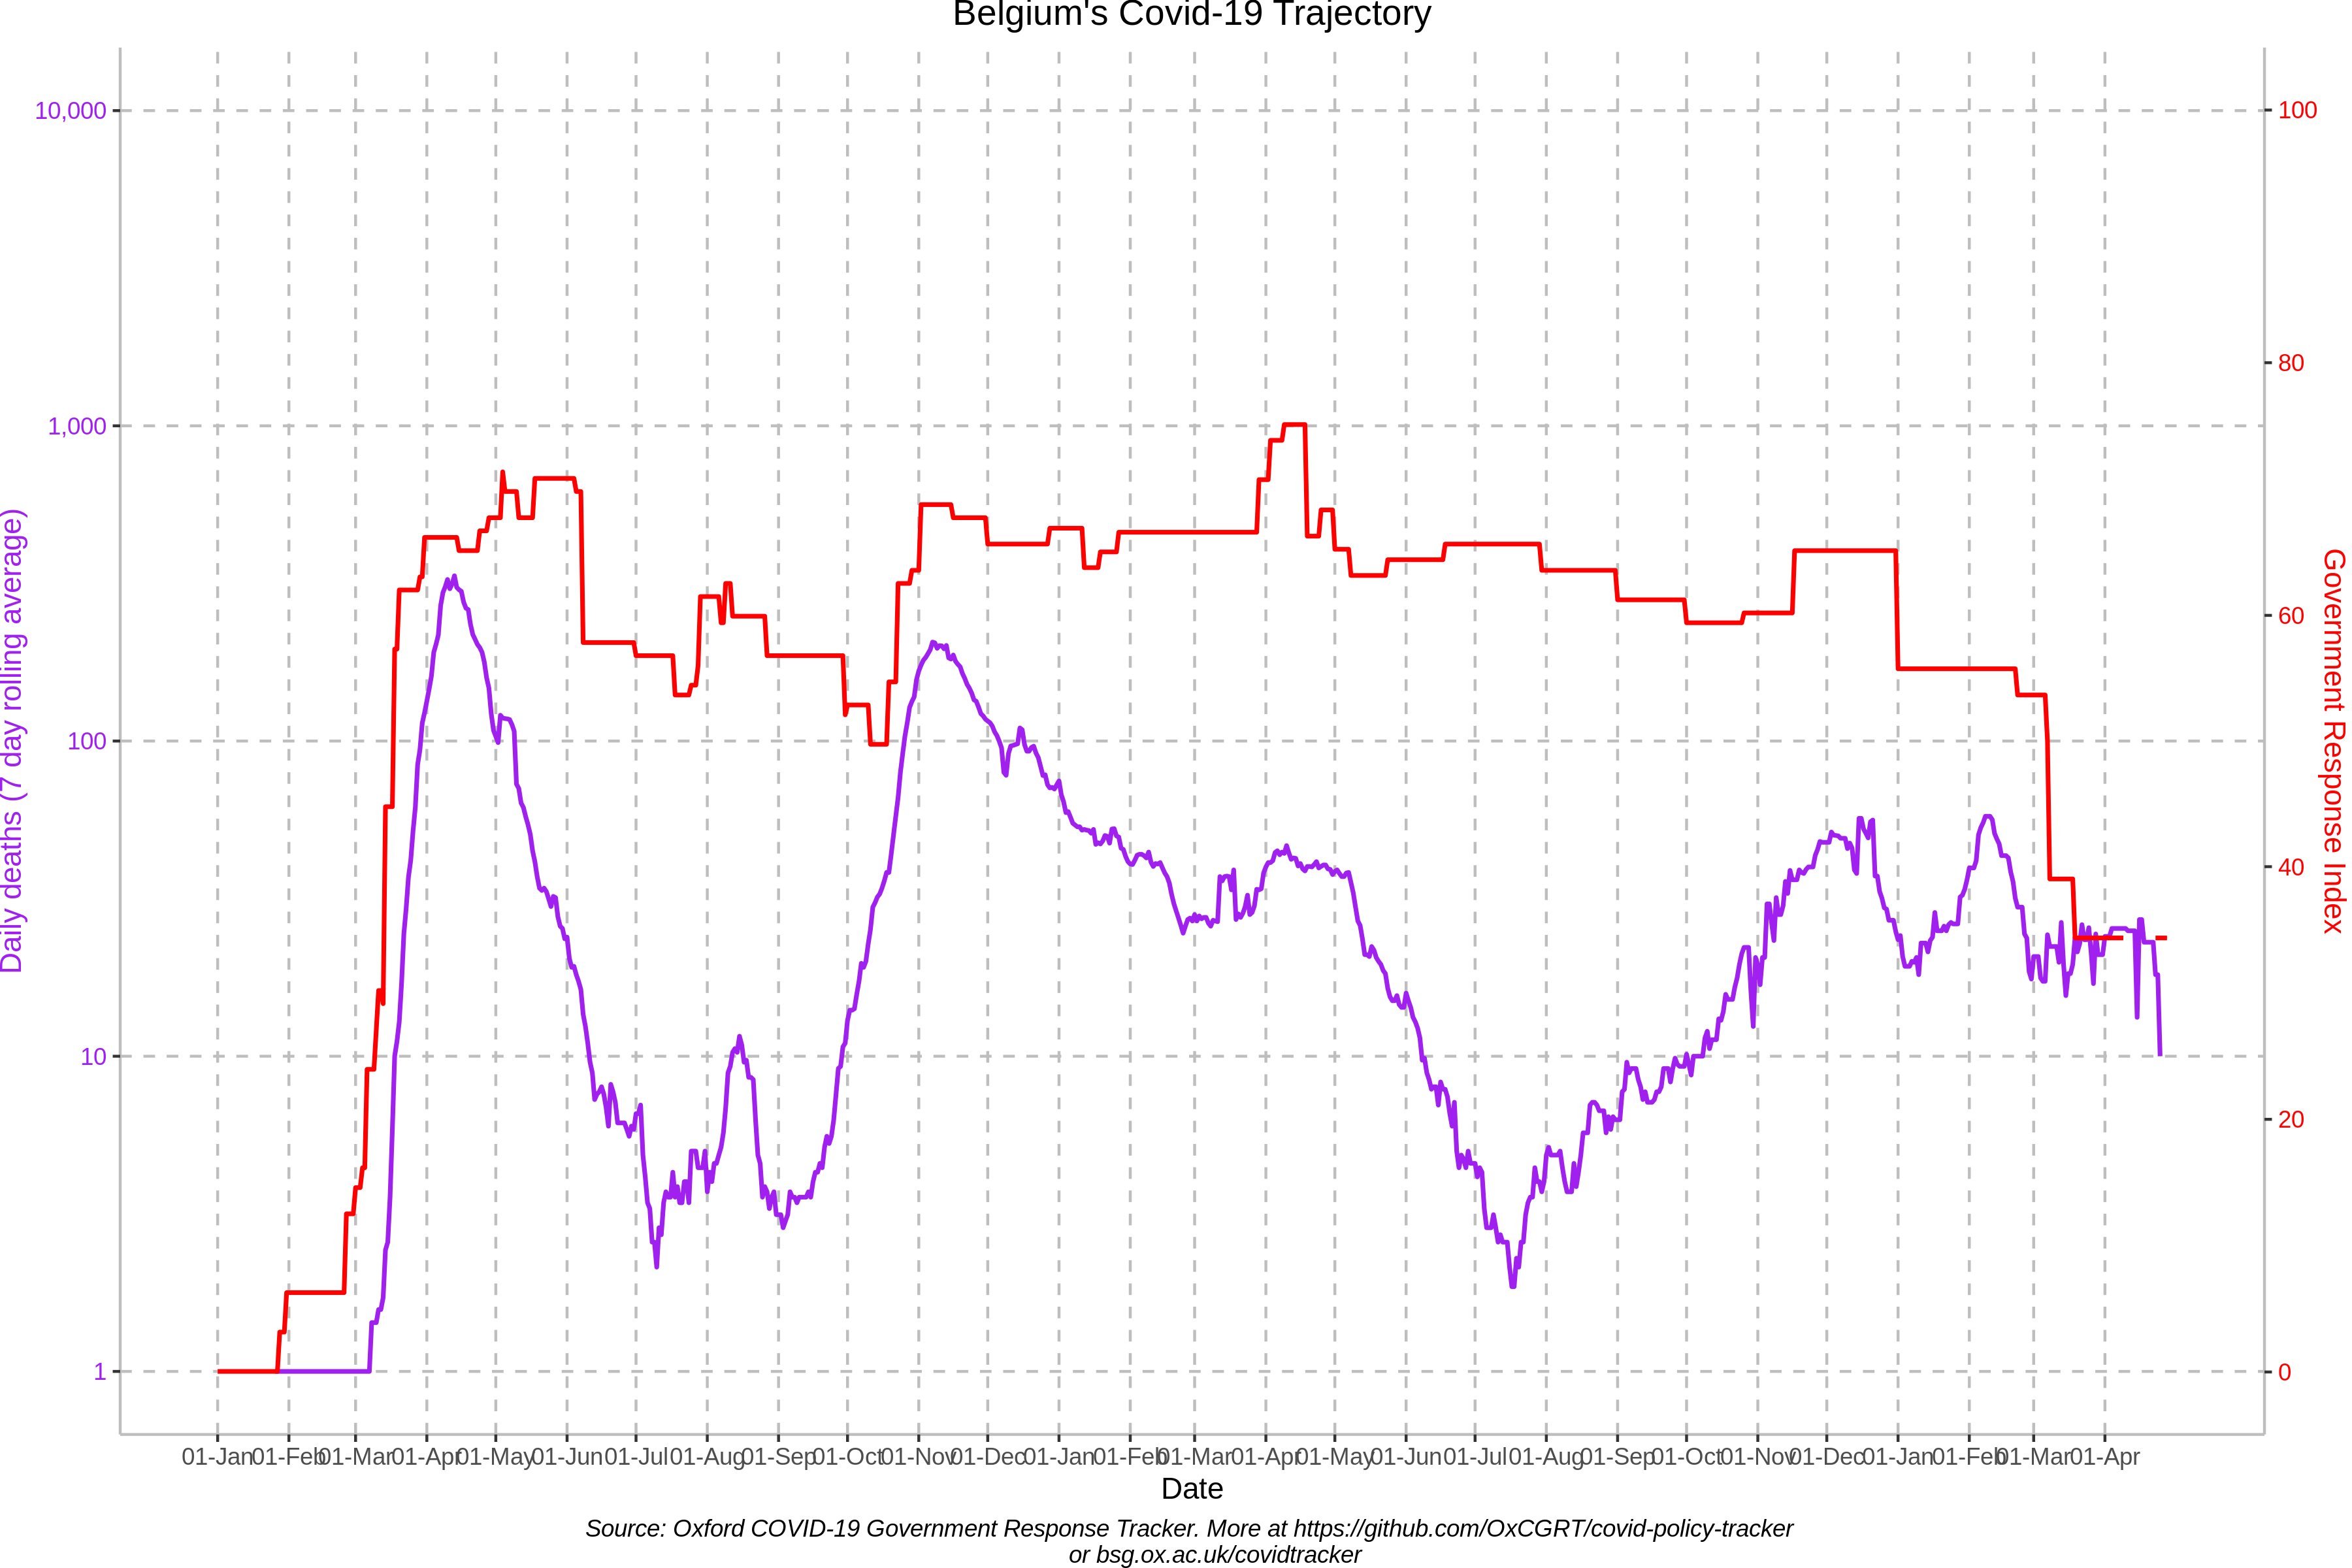 Belgium's Covid-19 Trajectory
10,000
1,000
100
10
1
Daily deaths (7 day rolling average)
100
80
60
40
20
0
Government Response Index
01-Jan 01-Feb 01-Mar 01-Apr 01-May 01-Jun 01-Jul 01-Aug 01-Sep 01-Oct 01-Nov 01-Dec 01-Jan 01-Feb 01-Mar 01-Apr 01-May 01-Jun 01-Jul 01-Aug 01-Sep 01-Oct 01-Nov 01-Dec 01-Jan 01-Feb 01-Mar 01-Apr
Date
Source: Oxford COVID-19 Government Response Tracker. More at https://github.com/OxCGRT/covid-policy-tracker
or bsg.ox.ac.uk/covidtracker